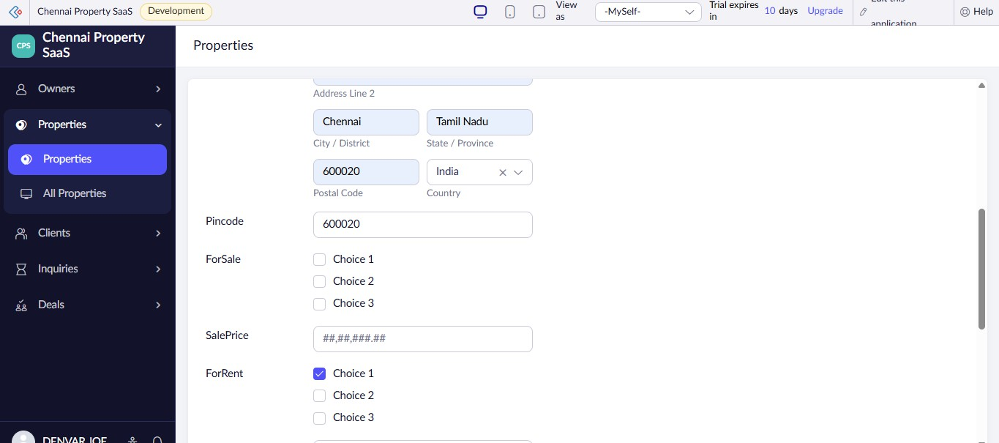 Chennai Property SaaS
Development
View
as
-MySelf-
Trial expires
in
10 days
Upgrade
Edit this
application
Help
CPS
Chennai Property
SaaS
Properties
Owners
Properties
Properties
All Properties
Clients
Inquiries
Deals
DENVAR JOE
Address Line 2
Chennai
Tamil Nadu
City / District
State / Province
600020
India
Postal Code
Country
Pincode
600020
ForSale
Choice 1
Choice 2
Choice 3
SalePrice
##,##,###.##
ForRent
Choice 1
Choice 2
Choice 3